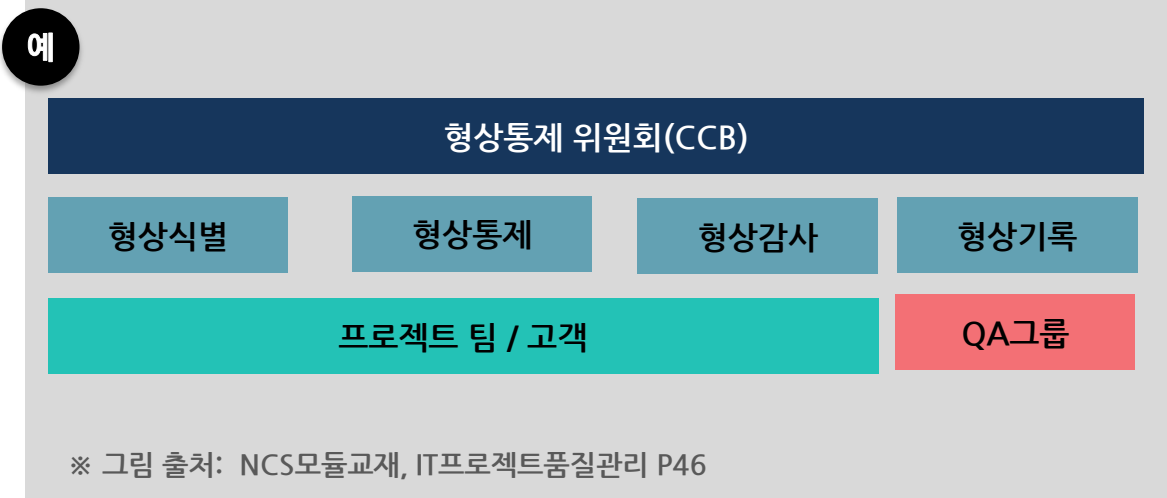 예
형상통제 위원회(CCB)
형상식별 형상통제 형상감사 형상기록
프로젝트 팀 / 고객 QA그룹
※ 그림 출처: NCS모듈교재, IT프로젝트품질관리 P46